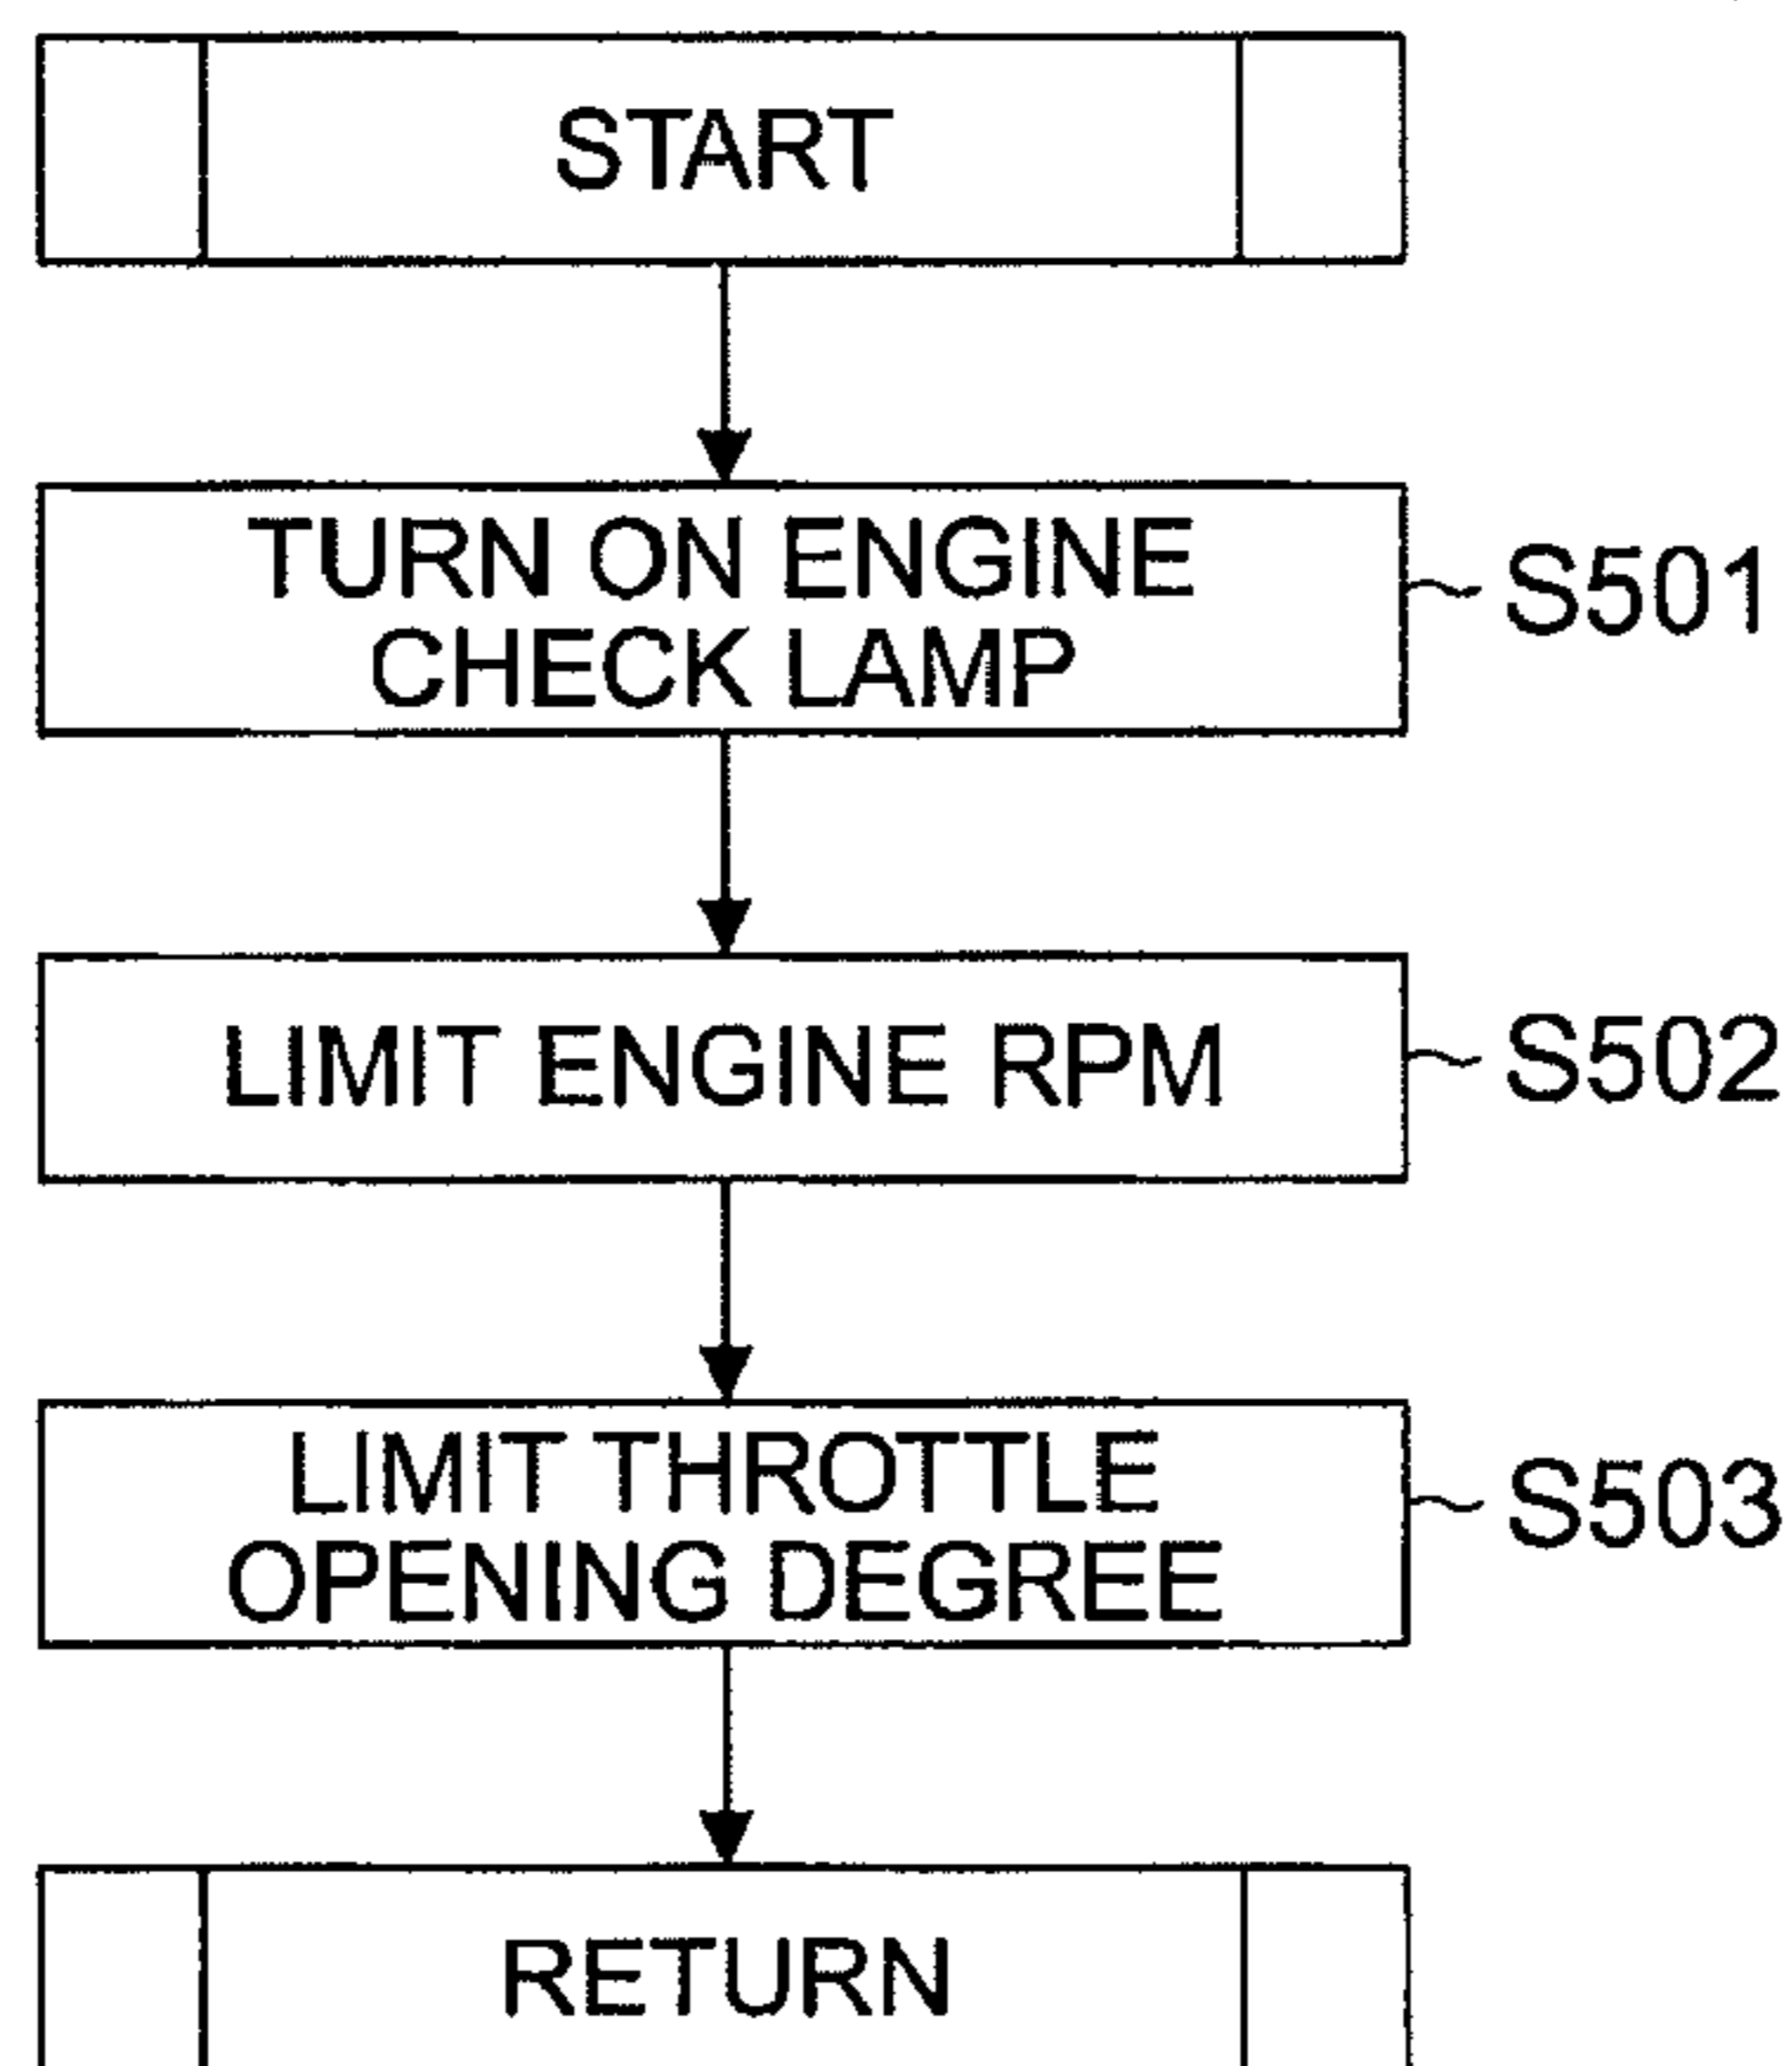 START
TURN ON ENGINE
CHECK LAMP
S501
LIMIT ENGINE RPM
S502
LIMIT THROTTLE
OPENING DEGREE
S503
RETURN